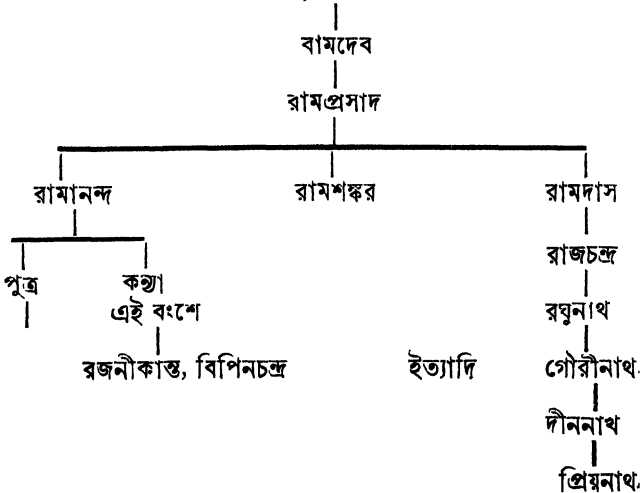 বামদেব
রামপ্রসাদ
রামানন্দ রামশঙ্কর রামদাস
রাজচন্দ্র
পুত্র কন্যা
এই বংশে রঘুনাথ
রজনীকান্ত, বিপিনচন্দ্র ইত্যাদি গৌরীনাথ
দীননাথ
প্রিয়নাথ